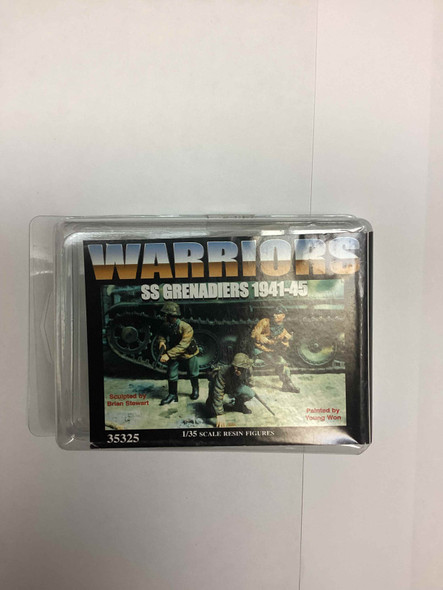 WARRIORS
SS GRENADIERS 1941-45
Sculpted by
Brian Stewart
Painted by
Young Won
35325
1/35 SCALE RESIN FIGURES